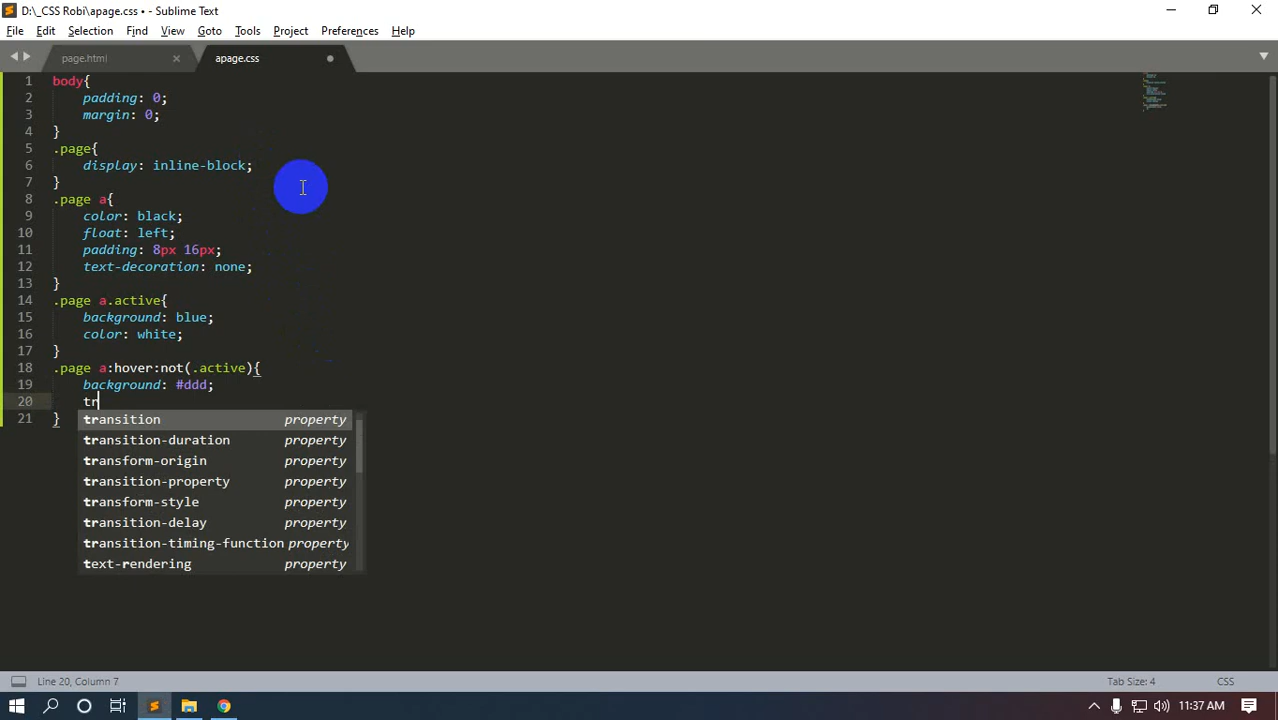 D:\_CSS Robi\apage.css • - Sublime Text
File Edit Selection Find View Goto Tools Project Preferences Help
page.html apage.css
1 body{
2 padding: 0;
3 margin: 0;
4 }
5 .page{
6 display: inline-block;
7 }
8 .page a{
9 color: black;
10 float: left;
11 padding: 8px 16px;
12 text-decoration: none;
13 }
14 .page a.active{
15 background: blue;
16 color: white;
17 }
18 .page a:hover:not(.active){
19 background: #ddd;
20 tr
21 }
transition property
transition-duration property
transform-origin property
transition-property property
transform-style property
transition-delay property
transition-timing-function property
text-rendering property
Line 20, Column 7 Tab Size: 4 CSS
11:37 AM